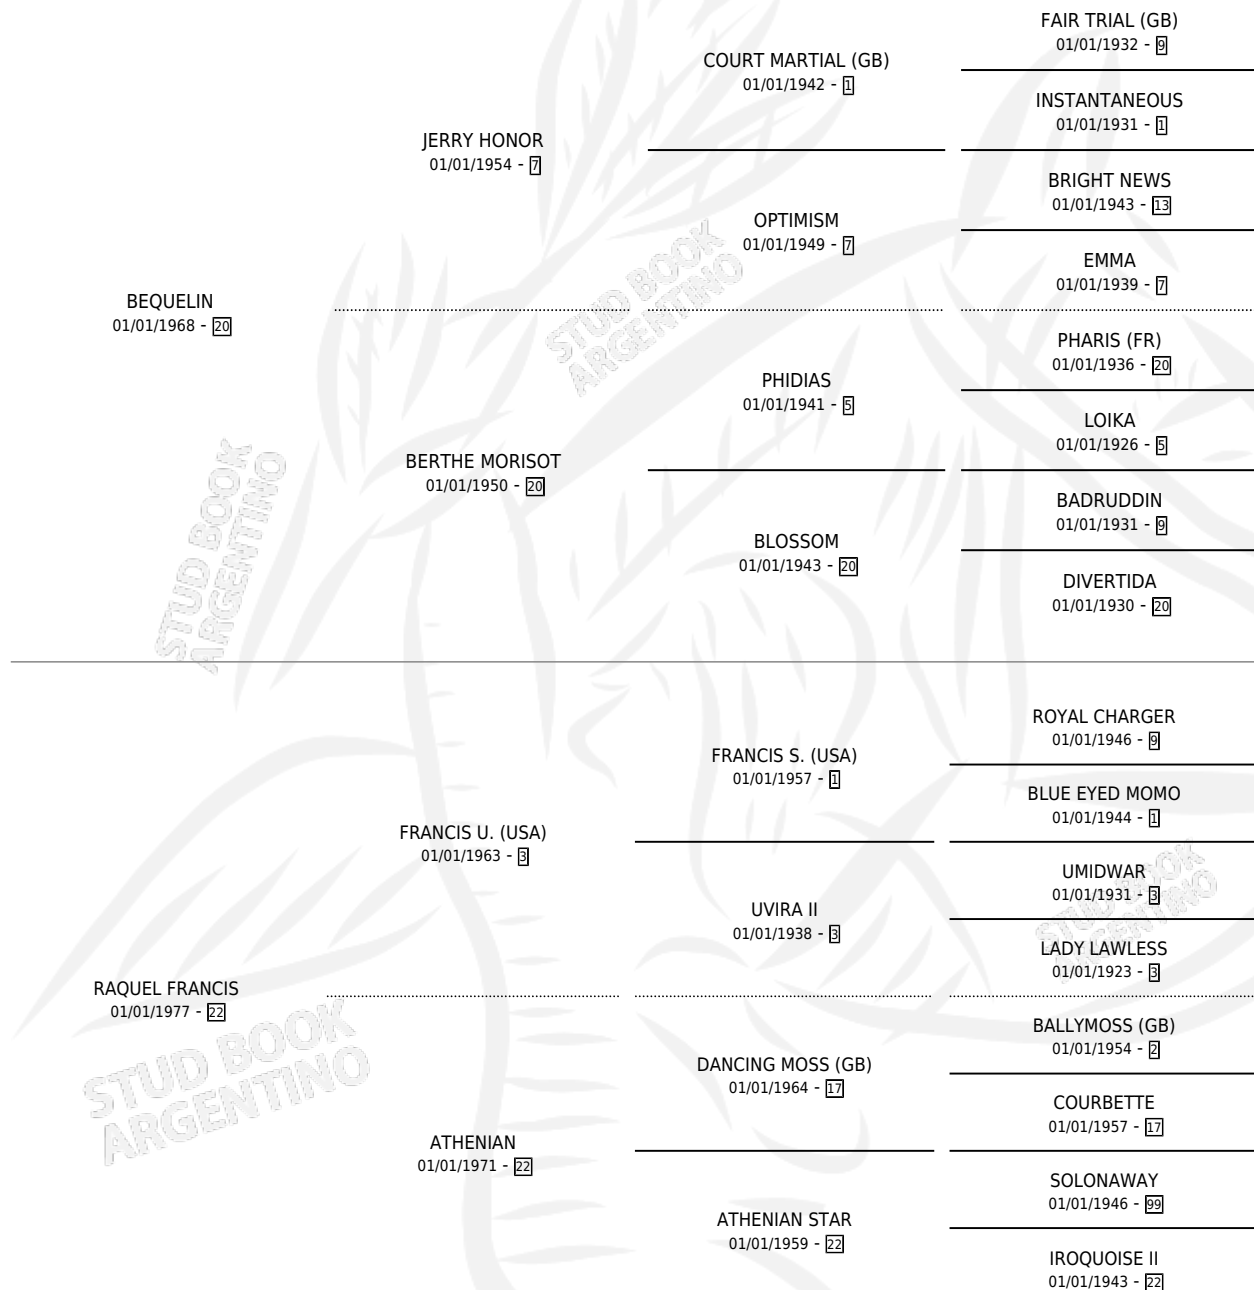 FAIR TRIAL (GB)
01/01/1932 - 9
COURT MARTIAL (GB)
01/01/1942 - 1
INSTANTANEOUS
01/01/1931 - 1
JERRY HONOR
01/01/1954 - 7
BRIGHT NEWS
01/01/1943 - 13
OPTIMISM
01/01/1949 - 7
EMMA
01/01/1939 - 7
BEQUELIN
01/01/1968 - 20
PHARIS (FR)
01/01/1936 - 20
PHIDIAS
01/01/1941 - 5
LOIKA
01/01/1926 - 5
BERTHE MORISOT
01/01/1950 - 20
BADRUDDIN
01/01/1931 - 9
BLOSSOM
01/01/1943 - 20
DIVERTIDA
01/01/1930 - 20
STUD BOOK
ARGENTINO
STUD BOOK
ARGENTINO
ROYAL CHARGER
01/01/1946 - 9
FRANCIS S. (USA)
01/01/1957 - 1
BLUE EYED MOMO
01/01/1944 - 1
FRANCIS U. (USA)
01/01/1963 - 3
UMIDWAR
01/01/1931 - 3
UVIRA II
01/01/1938 - 3
LADY LAWLESS
01/01/1923 - 3
RAQUEL FRANCIS
01/01/1977 - 22
BALLYMOSS (GB)
01/01/1954 - 2
DANCING MOSS (GB)
01/01/1964 - 17
COURBETTE
01/01/1957 - 17
ATHENIAN
01/01/1971 - 22
SOLONAWAY
01/01/1946 - 99
ATHENIAN STAR
01/01/1959 - 22
IROQUOISE II
01/01/1943 - 22
STUD BOOK
ARGENTINO
STUD BOOK
ARGENTINO